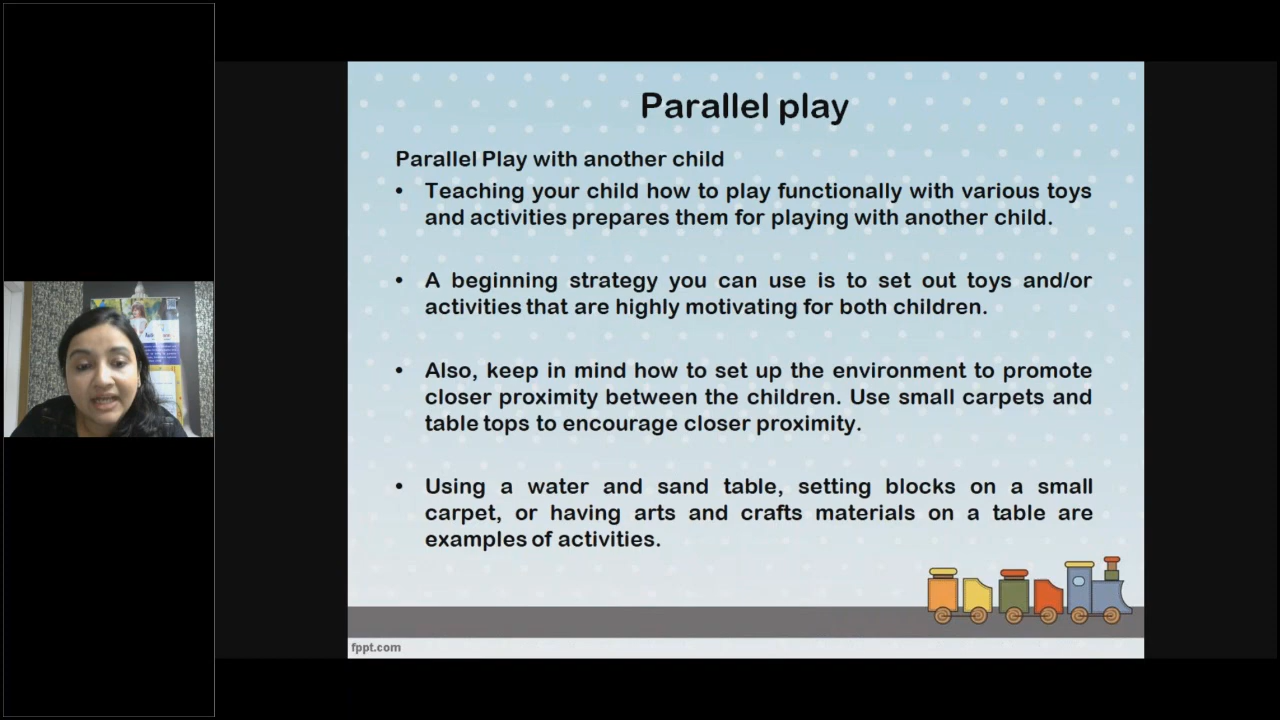 Parallel play
Parallel Play with another child
• Teaching your child how to play functionally with various toys
and activities prepares them for playing with another child.
• A beginning strategy you can use is to set out toys and/or
activities that are highly motivating for both children.
• Also, keep in mind how to set up the environment to promote
closer proximity between the children. Use small carpets and
table tops to encourage closer proximity.
• Using a water and sand table, setting blocks on a small
carpet, or having arts and crafts materials on a table are
examples of activities.
fppt.com